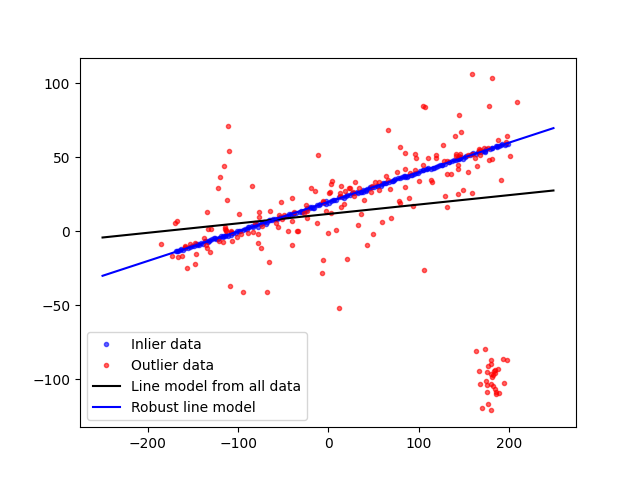 100
50
0
−50
−100
Inlier data
Outlier data
Line model from all data
Robust line model
−200 −100 0 100 200